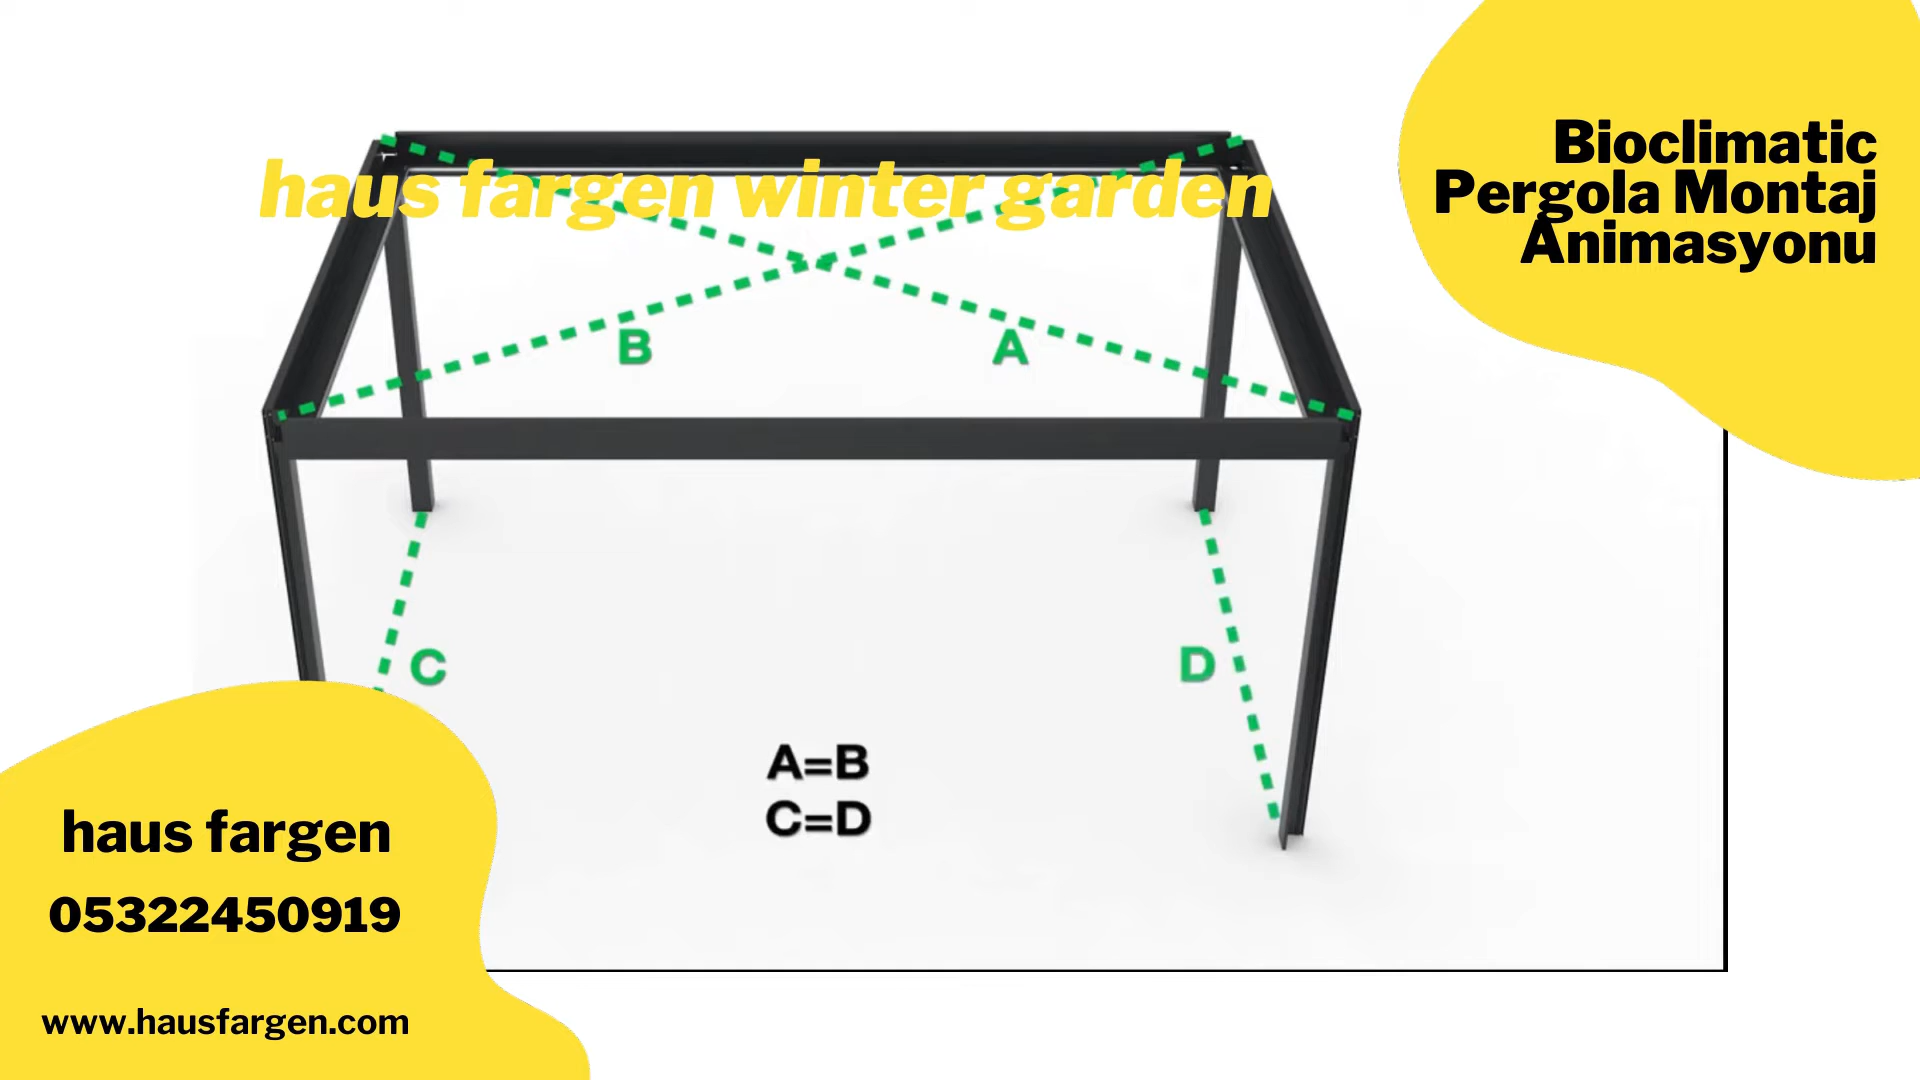 haus fargen winter garden
Bioclimatic
Pergola Montaj
Animasyonu
B
A
C
D
A=B
C=D
haus fargen
05322450919
www.hausfargen.com